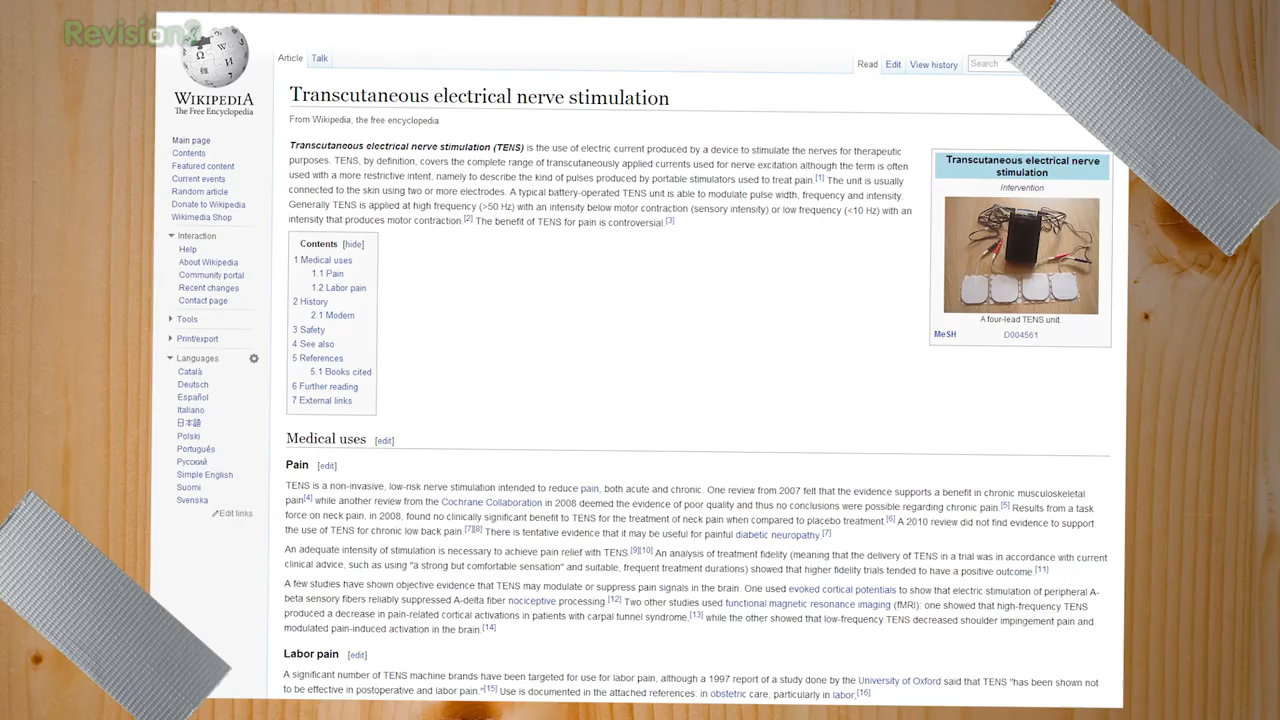 Revision3
WIKIPEDIA
The Free Encyclopedia
Main page
Contents
Featured content
Current events
Random article
Donate to Wikipedia
Wikimedia Shop
Interaction
Help
About Wikipedia
Community portal
Recent changes
Contact page
Tools
Print/export
Languages
Català
Deutsch
Español
Italiano
日本語
Polski
Português
Русский
Simple English
Suomi
Svenska
Edit links
Article Talk
Read Edit View history Search
Transcutaneous electrical nerve stimulation
From Wikipedia, the free encyclopedia
Transcutaneous electrical nerve stimulation (TENS) is the use of electric current produced by a device to stimulate the nerves for therapeutic
purposes. TENS, by definition, covers the complete range of transcutaneously applied currents used for nerve excitation although the term is often
used with a more restrictive intent, namely to describe the kind of pulses produced by portable stimulators used to treat pain.[1] The unit is usually
connected to the skin using two or more electrodes. A typical battery-operated TENS unit is able to modulate pulse width, frequency and intensity.
Generally TENS is applied at high frequency (>50 Hz) with an intensity below motor contraction (sensory intensity) or low frequency (<10 Hz) with an
intensity that produces motor contraction.[2] The benefit of TENS for pain is controversial.[3]
Transcutaneous electrical nerve
stimulation
Intervention
A four-lead TENS unit.
MeSH D004561
Contents [hide]
1 Medical uses
1.1 Pain
1.2 Labor pain
2 History
2.1 Modern
3 Safety
4 See also
5 References
5.1 Books cited
6 Further reading
7 External links
Medical uses [edit]
Pain [edit]
TENS is a non-invasive, low-risk nerve stimulation intended to reduce pain, both acute and chronic. One review from 2007 felt that the evidence supports a benefit in chronic musculoskeletal
pain[4] while another review from the Cochrane Collaboration in 2008 deemed the evidence of poor quality and thus no conclusions were possible regarding chronic pain.[5] Results from a task
force on neck pain, in 2008, found no clinically significant benefit to TENS for the treatment of neck pain when compared to placebo treatment.[6] A 2010 review did not find evidence to support
the use of TENS for chronic low back pain.[7][8] There is tentative evidence that it may be useful for painful diabetic neuropathy.[7]
An adequate intensity of stimulation is necessary to achieve pain relief with TENS.[9][10] An analysis of treatment fidelity (meaning that the delivery of TENS in a trial was in accordance with current
clinical advice, such as using "a strong but comfortable sensation" and suitable, frequent treatment durations) showed that higher fidelity trials tended to have a positive outcome.[11]
A few studies have shown objective evidence that TENS may modulate or suppress pain signals in the brain. One used evoked cortical potentials to show that electric stimulation of peripheral A-
beta sensory fibers reliably suppressed A-delta fiber nociceptive processing.[12] Two other studies used functional magnetic resonance imaging (fMRI): one showed that high-frequency TENS
produced a decrease in pain-related cortical activations in patients with carpal tunnel syndrome,[13] while the other showed that low-frequency TENS decreased shoulder impingement pain and
modulated pain-induced activation in the brain.[14]
Labor pain [edit]
A significant number of TENS machine brands have been targeted for use for labor pain, although a 1997 report of a study done by the University of Oxford said that TENS "has been shown not
to be effective in postoperative and labor pain."[15] Use is documented in the attached references: in obstetric care, particularly in labor.[16]